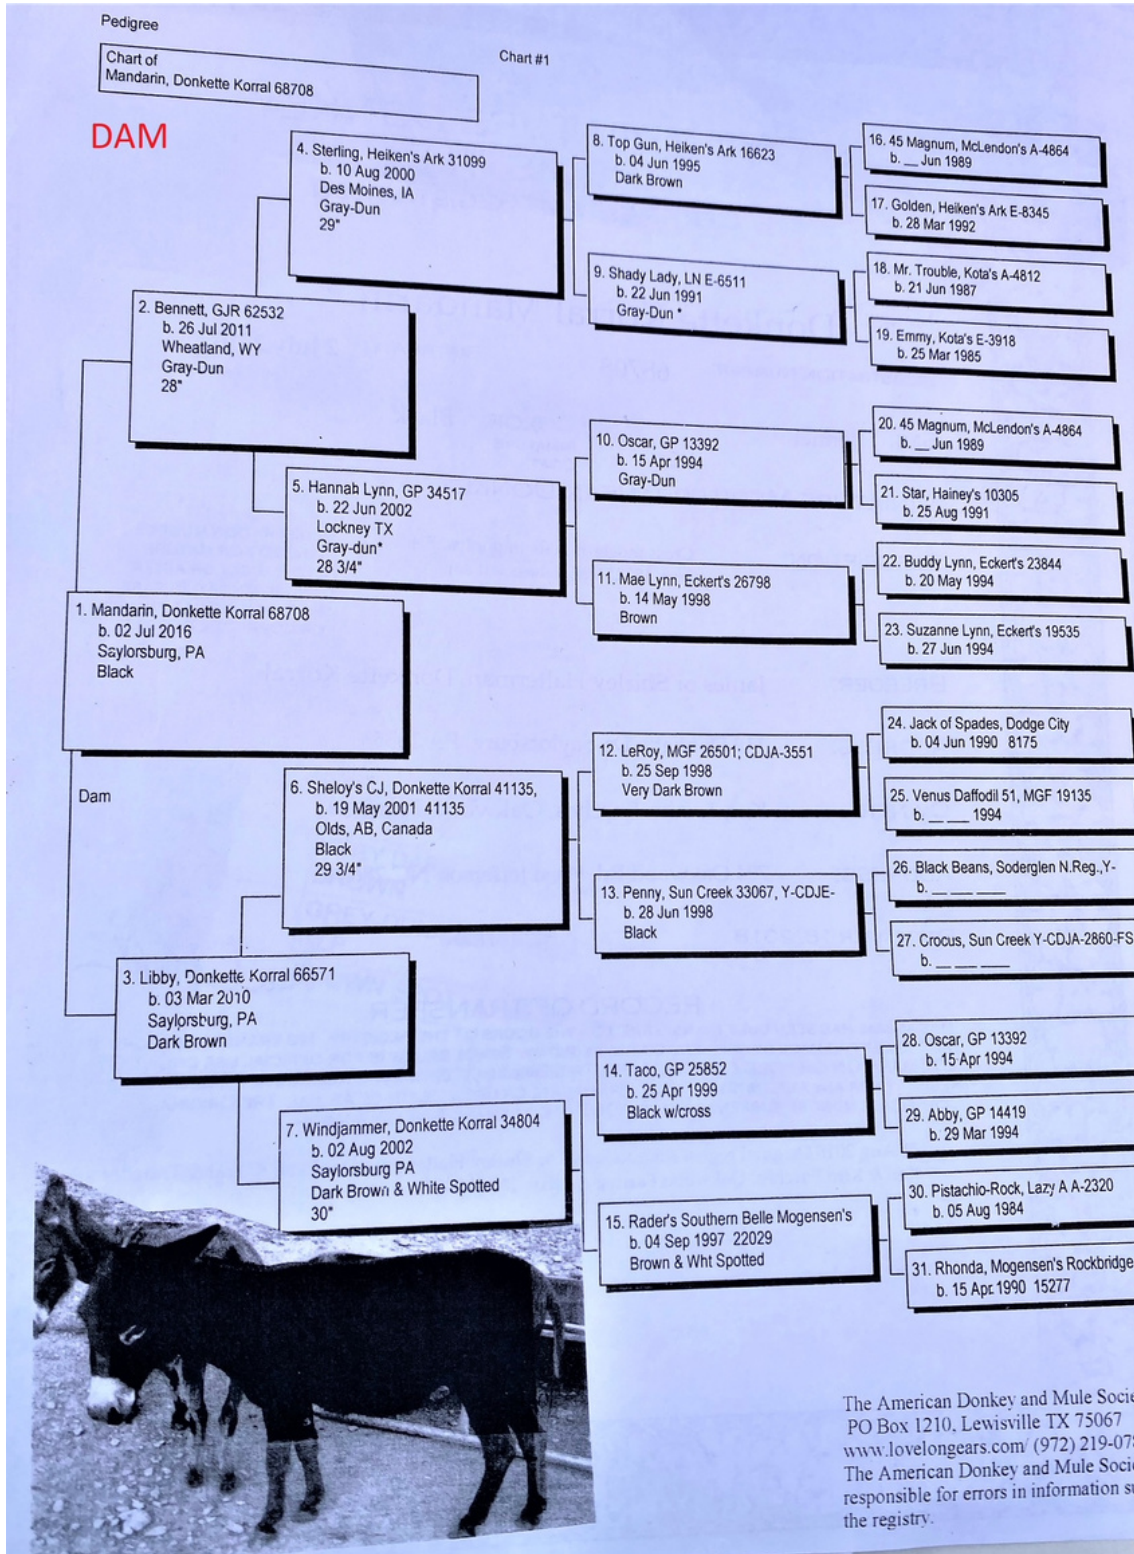 Pedigree
Chart of
Mandarin, Donkette Korral 68708
Chart #1
DAM
4. Sterling, Heiken's Ark 31099
b. 10 Aug 2000
Des Moines, IA
Gray-Dun
29"
8. Top Gun, Heiken's Ark 16623
b. 04 Jun 1995
Dark Brown
16. 45 Magnum, McLendon's A-4864
b. __ Jun 1989
17. Golden, Heiken's Ark E-8345
b. 28 Mar 1992
9. Shady Lady, LN E-6511
b. 22 Jun 1991
Gray-Dun *
18. Mr. Trouble, Kota's A-4812
b. 21 Jun 1987
19. Emmy, Kota's E-3918
b. 25 Mar 1985
2. Bennett, GJR 62532
b. 26 Jul 2011
Wheatland, WY
Gray-Dun
28"
10. Oscar, GP 13392
b. 15 Apr 1994
Gray-Dun
20. 45 Magnum, McLendon's A-4864
b. __ Jun 1989
21. Star, Hainey's 10305
b. 25 Aug 1991
5. Hannah Lynn, GP 34517
b. 22 Jun 2002
Lockney TX
Gray-dun*
28 3/4"
11. Mae Lynn, Eckert's 26798
b. 14 May 1998
Brown
22. Buddy Lynn, Eckert's 23844
b. 20 May 1994
23. Suzanne Lynn, Eckert's 19535
b. 27 Jun 1994
1. Mandarin, Donkette Korral 68708
b. 02 Jul 2016
Saylorsburg, PA
Black
Dam
12. LeRoy, MGF 26501; CDJA-3551
b. 25 Sep 1998
Very Dark Brown
24. Jack of Spades, Dodge City
b. 04 Jun 1990 8175
25. Venus Daffodil 51, MGF 19135
b. __ ___ 1994
6. Sheloy's CJ, Donkette Korral 41135,
b. 19 May 2001 41135
Olds, AB, Canada
Black
29 3/4"
13. Penny, Sun Creek 33067, Y-CDJE-
b. 28 Jun 1998
Black
26. Black Beans, Soderglen N.Reg.,Y-
b. __ ___ ____
27. Crocus, Sun Creek Y-CDJA-2860-FS
b. __ ___ ____
3. Libby, Donkette Korral 66571
b. 03 Mar 2010
Saylorsburg, PA
Dark Brown
14. Taco, GP 25852
b. 25 Apr 1999
Black w/cross
28. Oscar, GP 13392
b. 15 Apr 1994
29. Abby, GP 14419
b. 29 Mar 1994
7. Windjammer, Donkette Korral 34804
b. 02 Aug 2002
Saylorsburg PA
Dark Brown & White Spotted
30"
15. Rader's Southern Belle Mogensen's
b. 04 Sep 1997 22029
Brown & Wht Spotted
30. Pistachio-Rock, Lazy A A-2320
b. 05 Aug 1984
31. Rhonda, Mogensen's Rockbridge
b. 15 Apr 1990 15277
The American Donkey and Mule Socie
PO Box 1210, Lewisville TX 75067
www.lovelongears.com/ (972) 219-07
The American Donkey and Mule Socie
responsible for errors in information s
the registry.